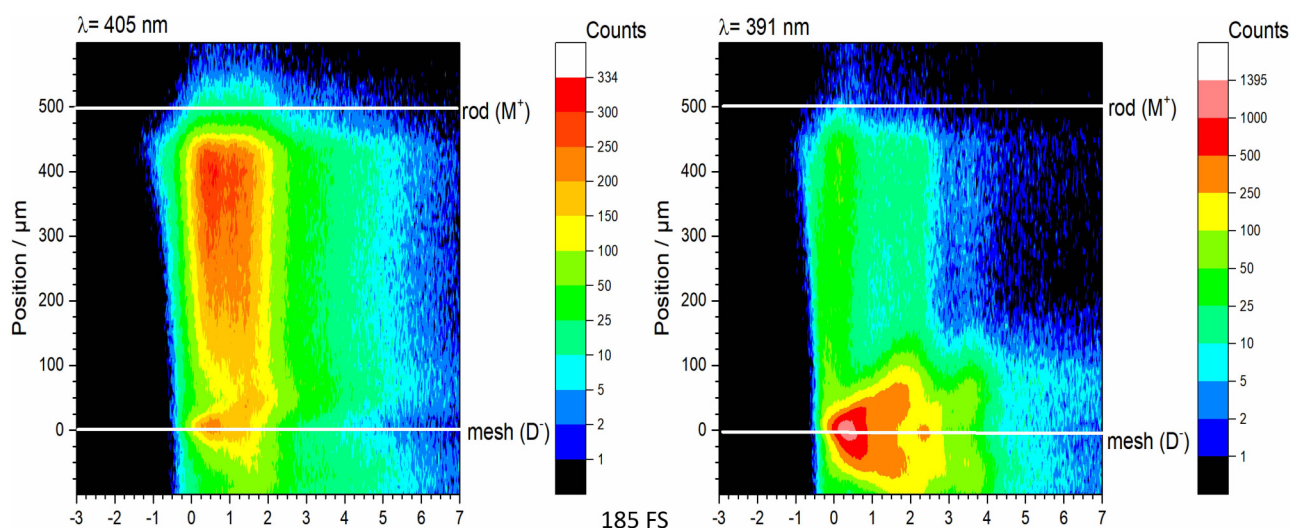 λ= 405 nm
Counts
334
300
250
200
150
100
50
25
10
5
2
1
500
400
300
200
100
0
Position / µm
rod (M⁺)
mesh (D⁻)
-3 -2 -1 0 1 2 3 4 5 6 7
185 FS
λ= 391 nm
Counts
1395
1000
500
250
100
50
25
10
5
2
1
500
400
300
200
100
0
Position / µm
rod (M⁺)
mesh (D⁻)
-3 -2 -1 0 1 2 3 4 5 6 7